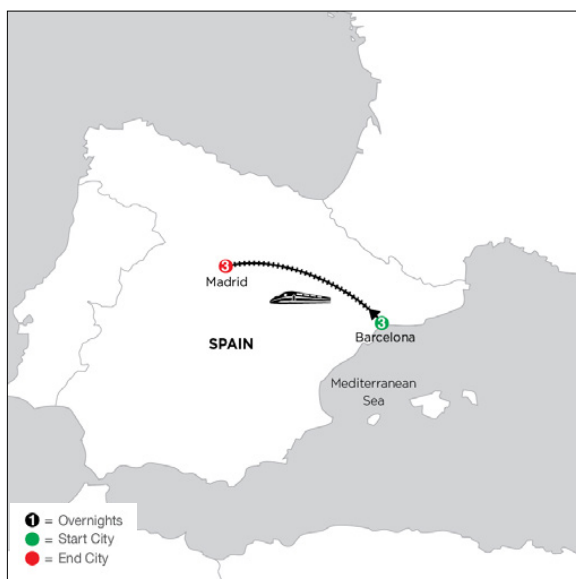 3
Madrid
SPAIN
3
Barcelona
Mediterranean
Sea
1 = Overnights
= Start City
= End City